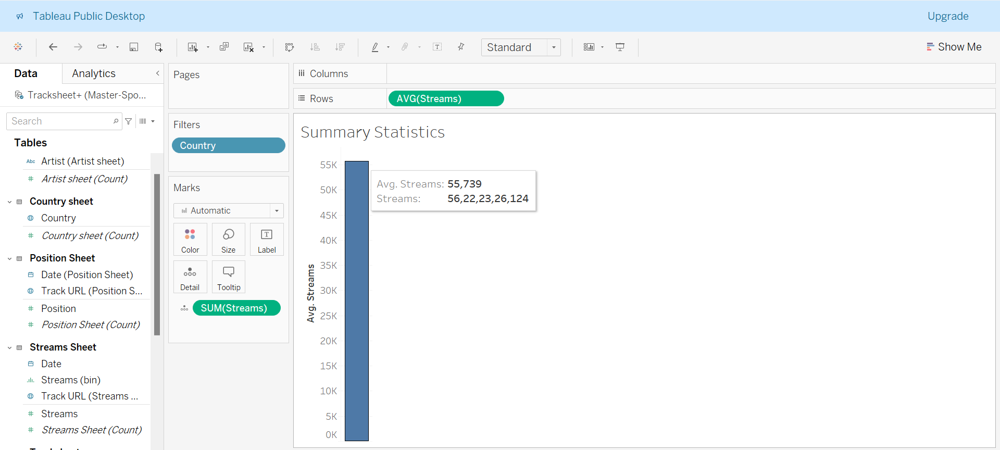 Tableau Public Desktop
Upgrade
Standard
Show Me
Data
Analytics
Tracksheet+ (Master-Spo...
Search
Tables
Abc Artist (Artist sheet)
Artist sheet (Count)
Country sheet
Country
Country sheet (Count)
Position Sheet
Date (Position Sheet)
Track URL (Position S...
Position
Position Sheet (Count)
Streams Sheet
Date
Streams (bin)
Track URL (Streams ...
Streams
Streams Sheet (Count)
Pages
Filters
Country
Marks
Automatic
Color
Size
Label
Detail
Tooltip
SUM(Streams)
Columns
Rows
AVG(Streams)
Summary Statistics
Avg. Streams
55K
50K
45K
40K
35K
30K
25K
20K
15K
10K
5K
0K
Avg. Streams: 55,739
Streams: 56,22,23,26,124